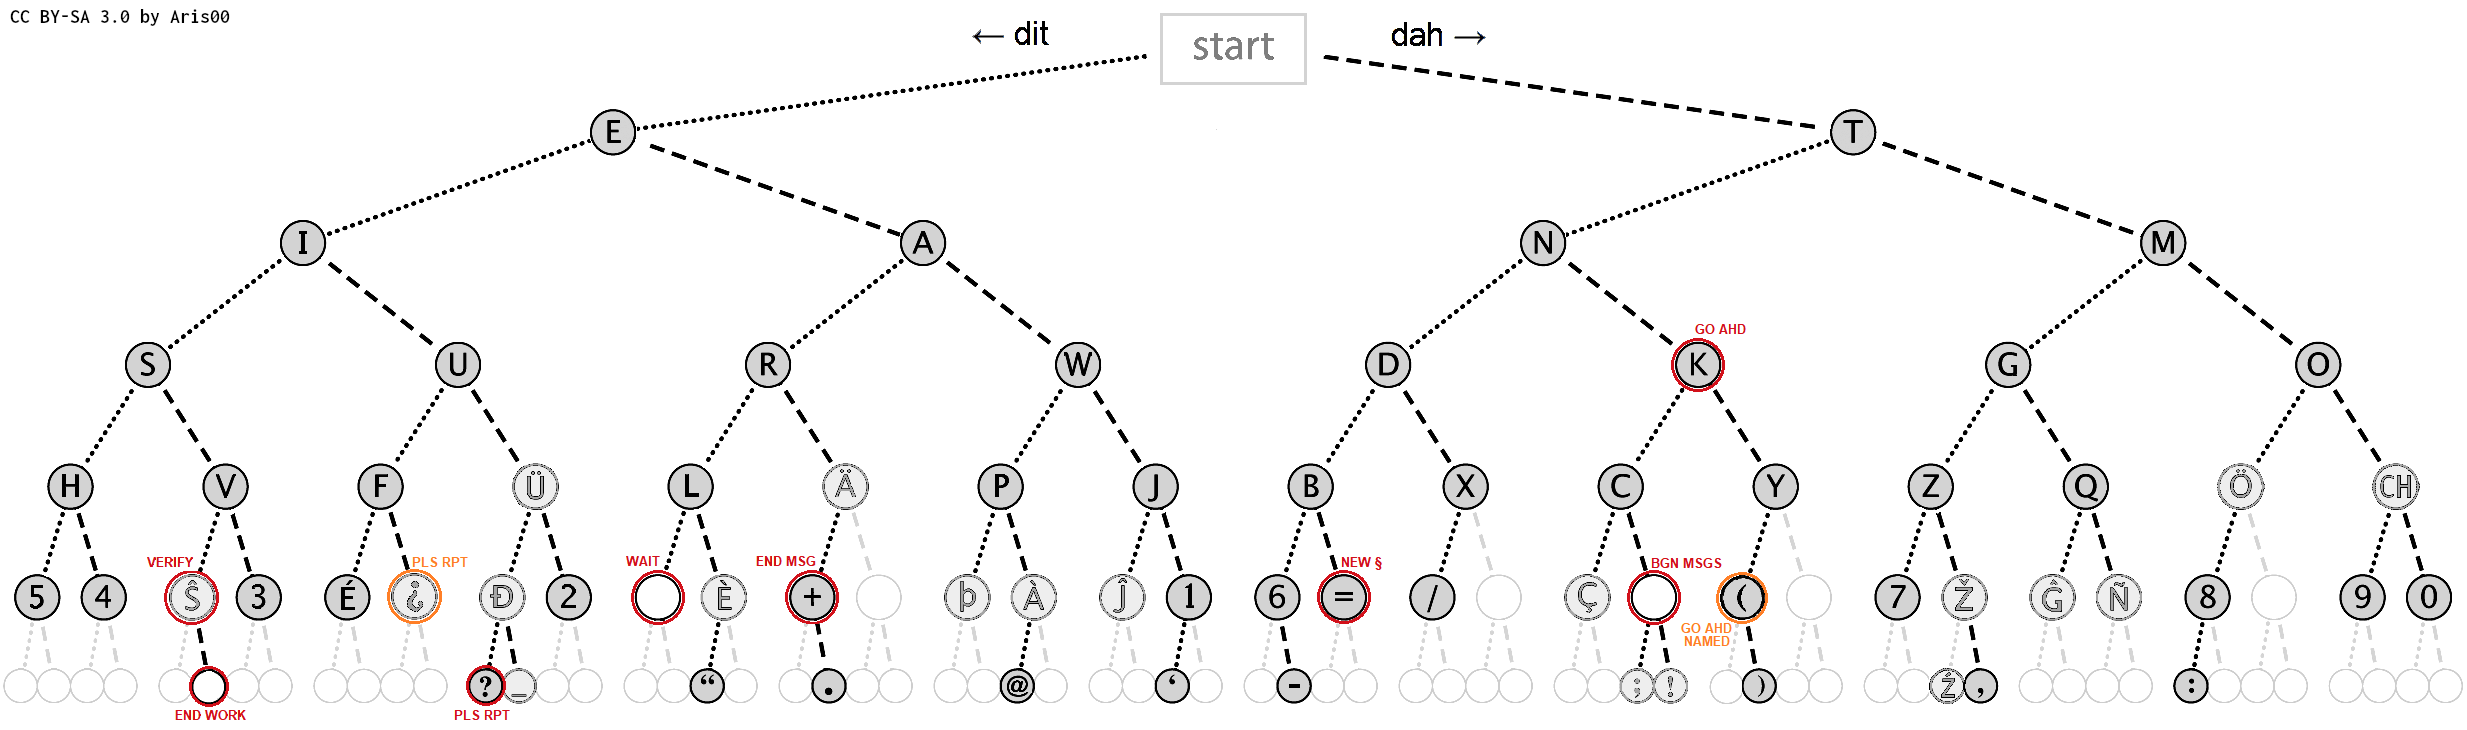 CC BY-SA 3.0 by Aris00
← dit start dah →
E T
I A N M
S U R W D K G O
GO AHD
H V F Ü L Ä P J B X C Y Z Q Ö CH
VERIFY PLS RPT WAIT END MSG NEW § BGN MSGS
5 4 Ŝ 3 É ¿ Đ 2 È + þ À Ĵ 1 6 = / Ç ( 7 Ž Ĝ Ñ 8 9 0
GO AHD
NAMED
? _ “ . @ ‘ - ; ! ) Ź , :
END WORK PLS RPT